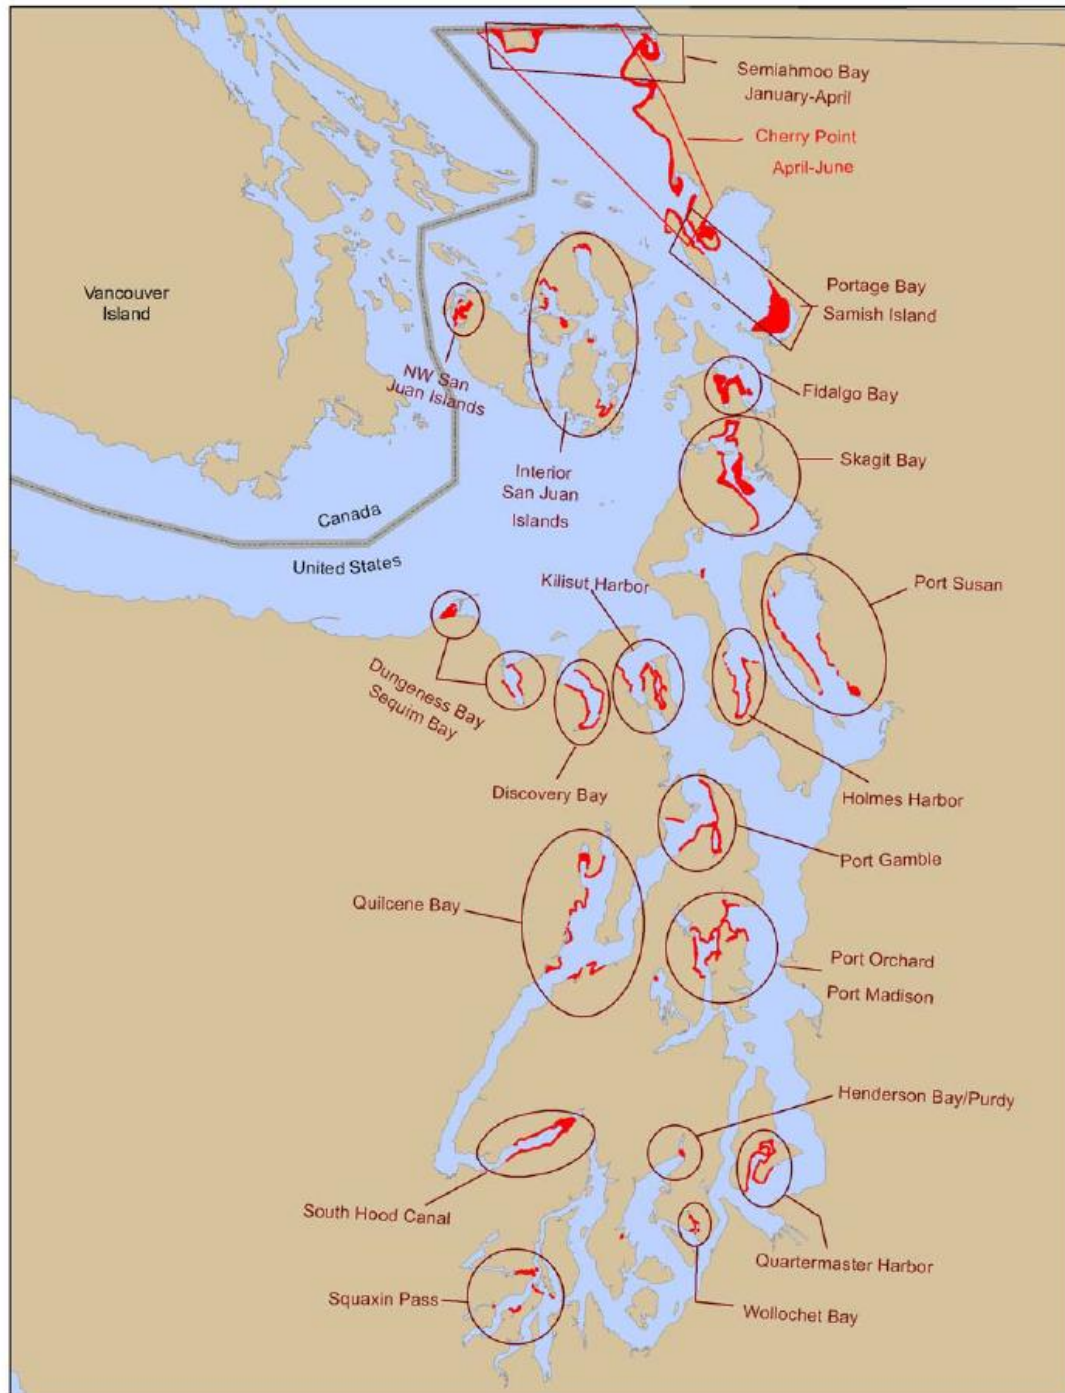 Semiahmoo Bay
January-April
Cherry Point
April-June
Vancouver
Island
Portage Bay
Samish Island
NW San
Juan Islands
Fidalgo Bay
Interior
San Juan
Islands
Skagit Bay
Canada
United States
Kilisut Harbor
Port Susan
Dungeness Bay
Sequim Bay
Discovery Bay
Holmes Harbor
Port Gamble
Quilcene Bay
Port Orchard
Port Madison
Henderson Bay/Purdy
South Hood Canal
Quartermaster Harbor
Squaxin Pass
Wollochet Bay